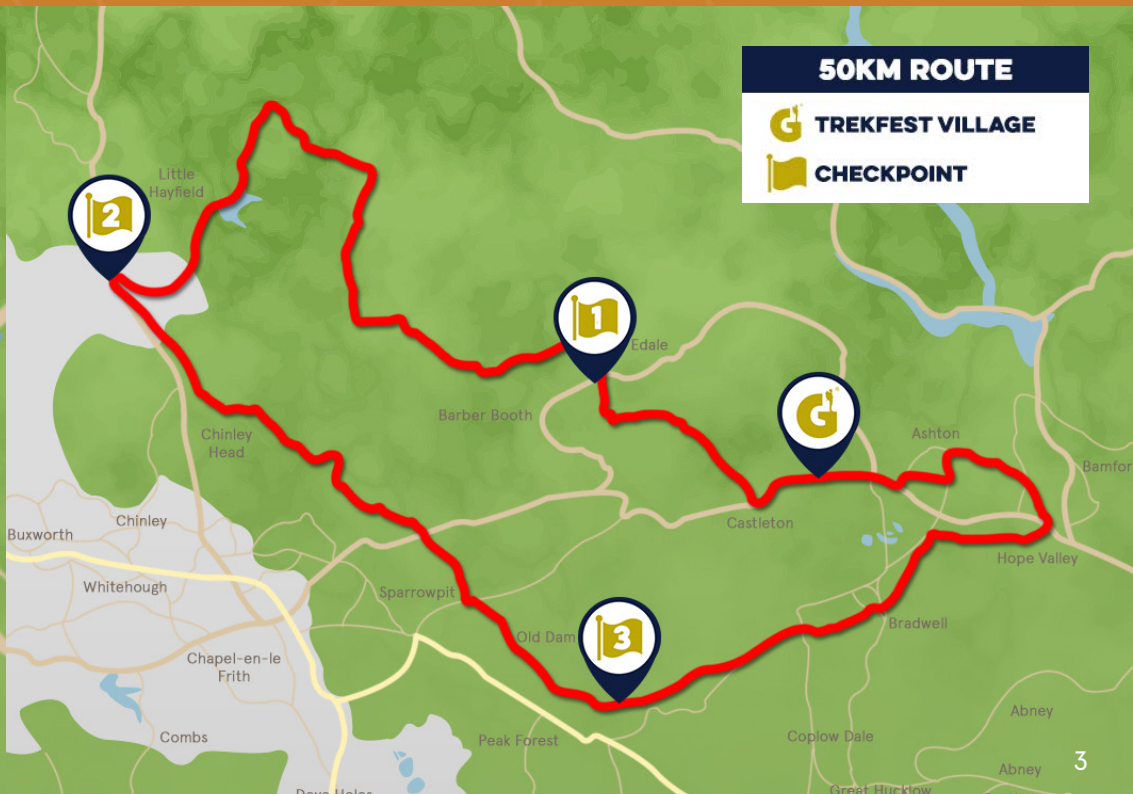 50KM ROUTE
G TREKFEST VILLAGE
CHECKPOINT
Little
Hayfield
2
1
Edale
Barber Booth
G
Ashton
Bamfor
Chinley
Head
Castleton
Chinley
Buxworth
Hope Valley
Whitehough
Sparrowpit
Old Dam
3
Bradwell
Chapel-en-le
Frith
Abney
Combs
Peak Forest
Coplow Dale
3
Abney
Great Hucklow